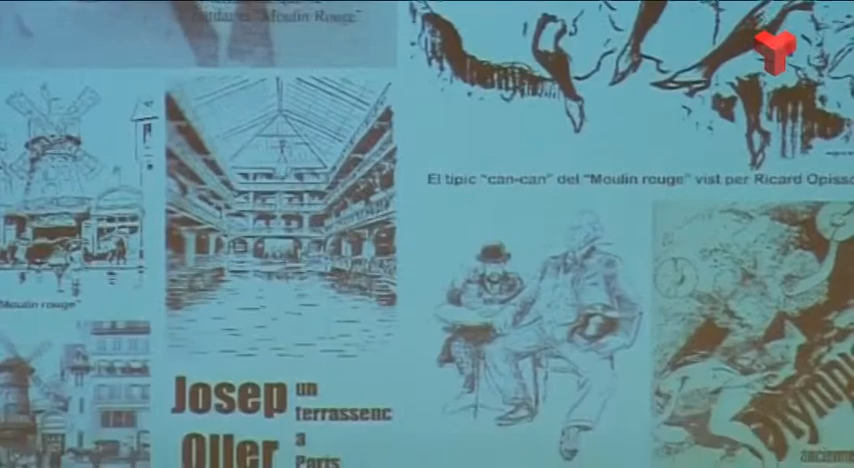 "Moulin Rouge"
El típic "can-can" del "Moulin rouge" vist per Ricard Opisso
"Moulin rouge"
Josep
Oller
un
terrassenc
a
París
Olympia